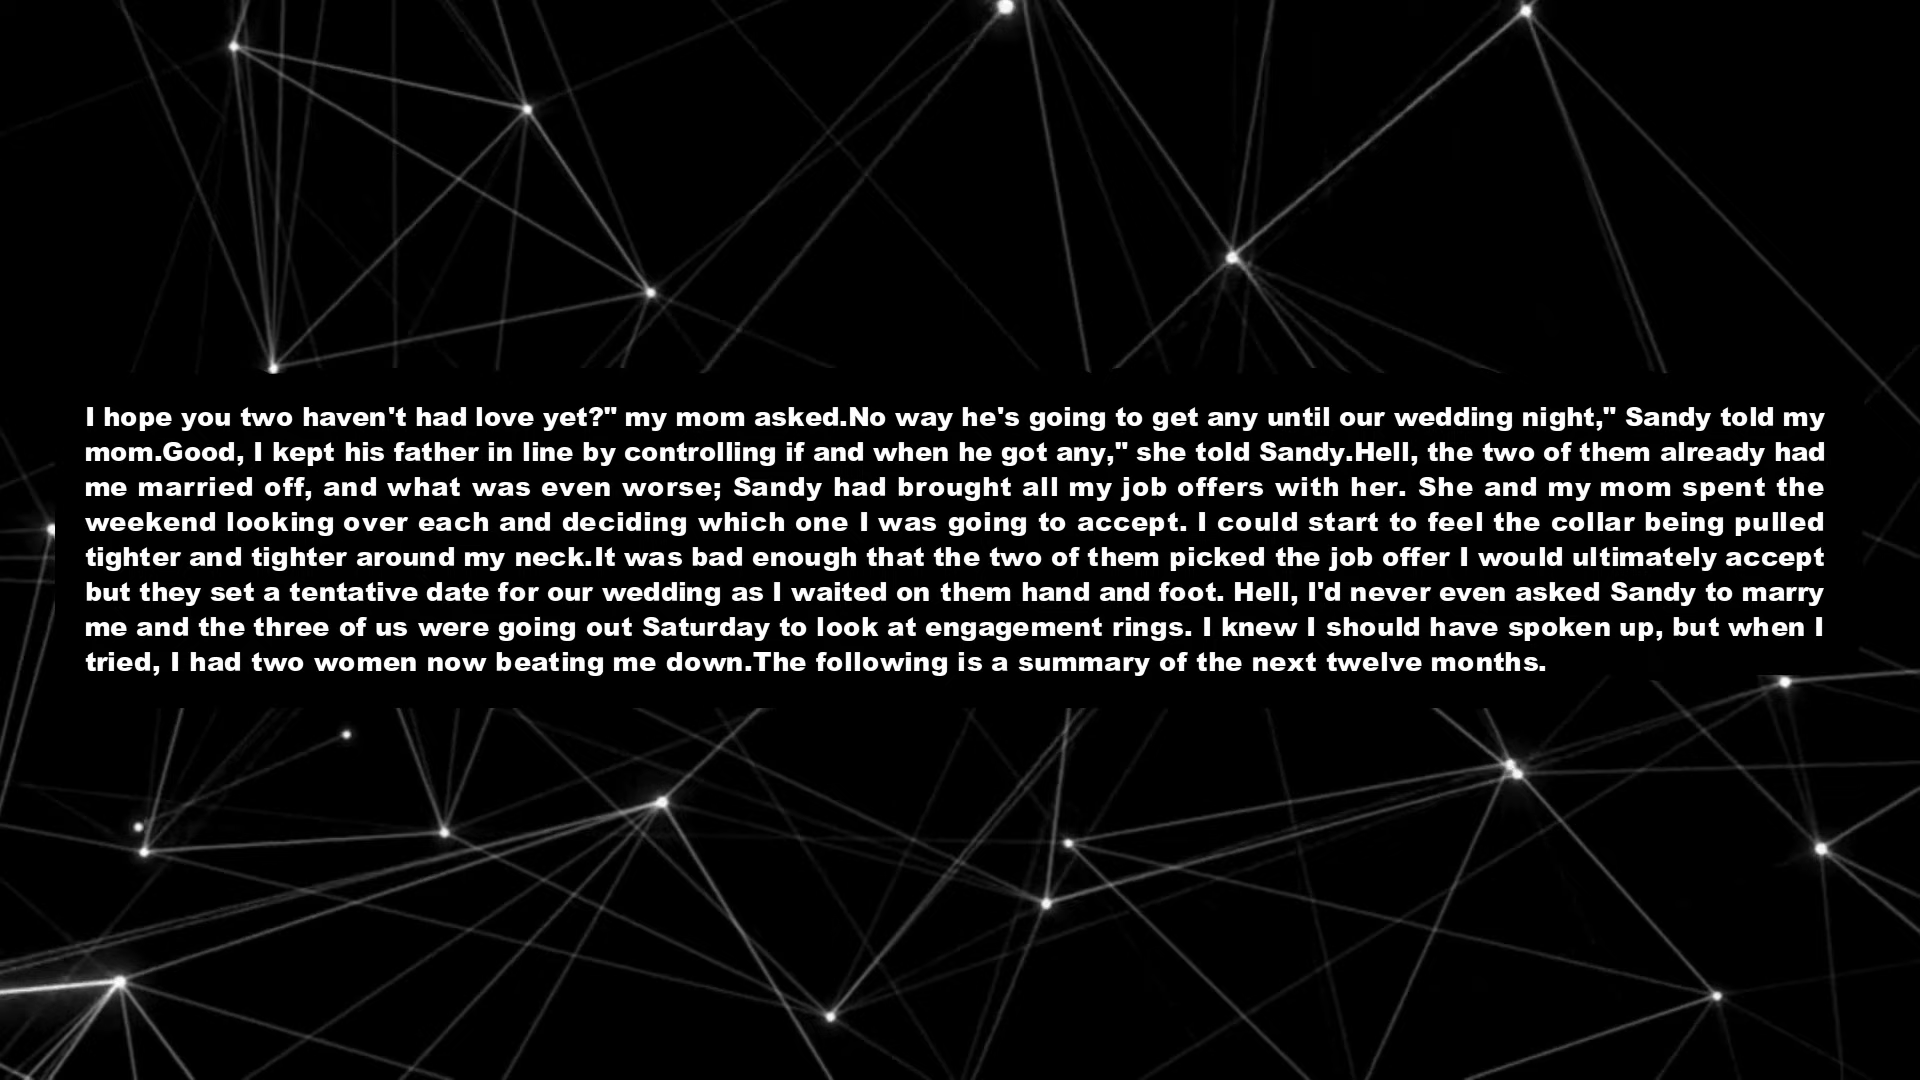 I hope you two haven't had love yet?" my mom asked.No way he's going to get any until our wedding night," Sandy told my
mom.Good, I kept his father in line by controlling if and when he got any," she told Sandy.Hell, the two of them already had
me married off, and what was even worse; Sandy had brought all my job offers with her. She and my mom spent the
weekend looking over each and deciding which one I was going to accept. I could start to feel the collar being pulled
tighter and tighter around my neck.It was bad enough that the two of them picked the job offer I would ultimately accept
but they set a tentative date for our wedding as I waited on them hand and foot. Hell, I'd never even asked Sandy to marry
me and the three of us were going out Saturday to look at engagement rings. I knew I should have spoken up, but when I
tried, I had two women now beating me down.The following is a summary of the next twelve months.